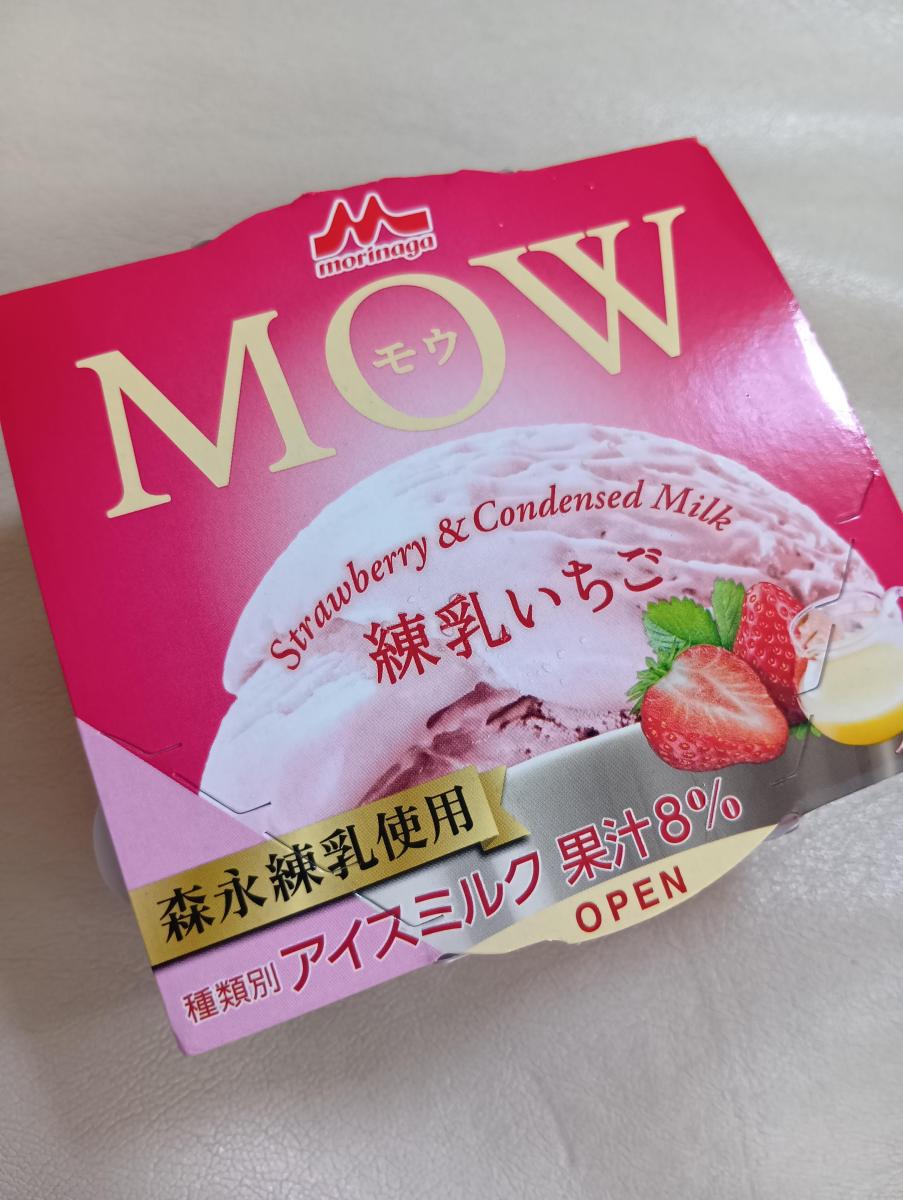 morinaga
MOW
モウ
Strawberry & Condensed Milk
練乳いちご
森永練乳使用
種類別 アイスミルク 果汁8%
OPEN